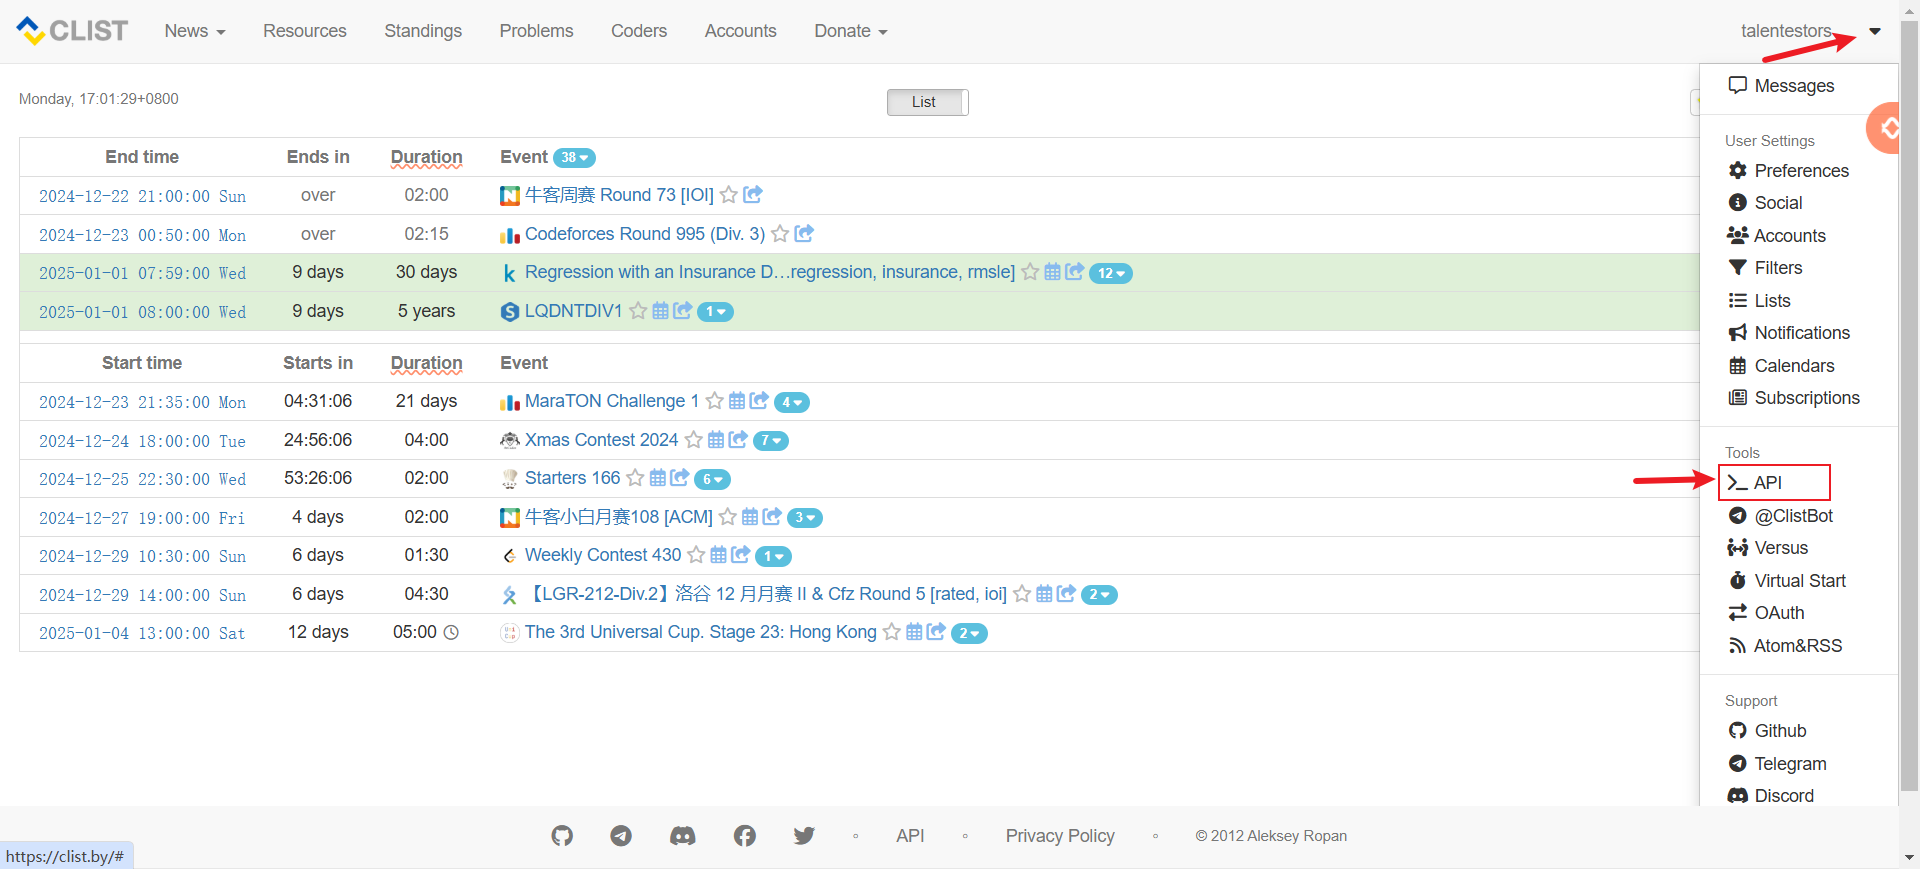 CLIST News Resources Standings Problems Coders Accounts Donate talentestors
Monday, 17:01:29+0800 List
End time Ends in Duration Event 38
2024-12-22 21:00:00 Sun over 02:00 牛客周赛 Round 73 [IOI]
2024-12-23 00:50:00 Mon over 02:15 Codeforces Round 995 (Div. 3)
2025-01-01 07:59:00 Wed 9 days 30 days Regression with an Insurance D…regression, insurance, rmsle] 12
2025-01-01 08:00:00 Wed 9 days 5 years LQDNTDIV1 1
Start time Starts in Duration Event
2024-12-23 21:35:00 Mon 04:31:06 21 days MaraTON Challenge 1 4
2024-12-24 18:00:00 Tue 24:56:06 04:00 Xmas Contest 2024 7
2024-12-25 22:30:00 Wed 53:26:06 02:00 Starters 166 6
2024-12-27 19:00:00 Fri 4 days 02:00 牛客小白月赛108 [ACM] 3
2024-12-29 10:30:00 Sun 6 days 01:30 Weekly Contest 430 1
2024-12-29 14:00:00 Sun 6 days 04:30 【LGR-212-Div.2】洛谷 12 月月赛 II & Cfz Round 5 [rated, ioi] 2
2025-01-04 13:00:00 Sat 12 days 05:00 The 3rd Universal Cup. Stage 23: Hong Kong 2
Messages
User Settings
Preferences
Social
Accounts
Filters
Lists
Notifications
Calendars
Subscriptions
Tools
API
@ClistBot
Versus
Virtual Start
OAuth
Atom&RSS
Support
Github
Telegram
Discord
API Privacy Policy © 2012 Aleksey Ropan
https://clist.by/#